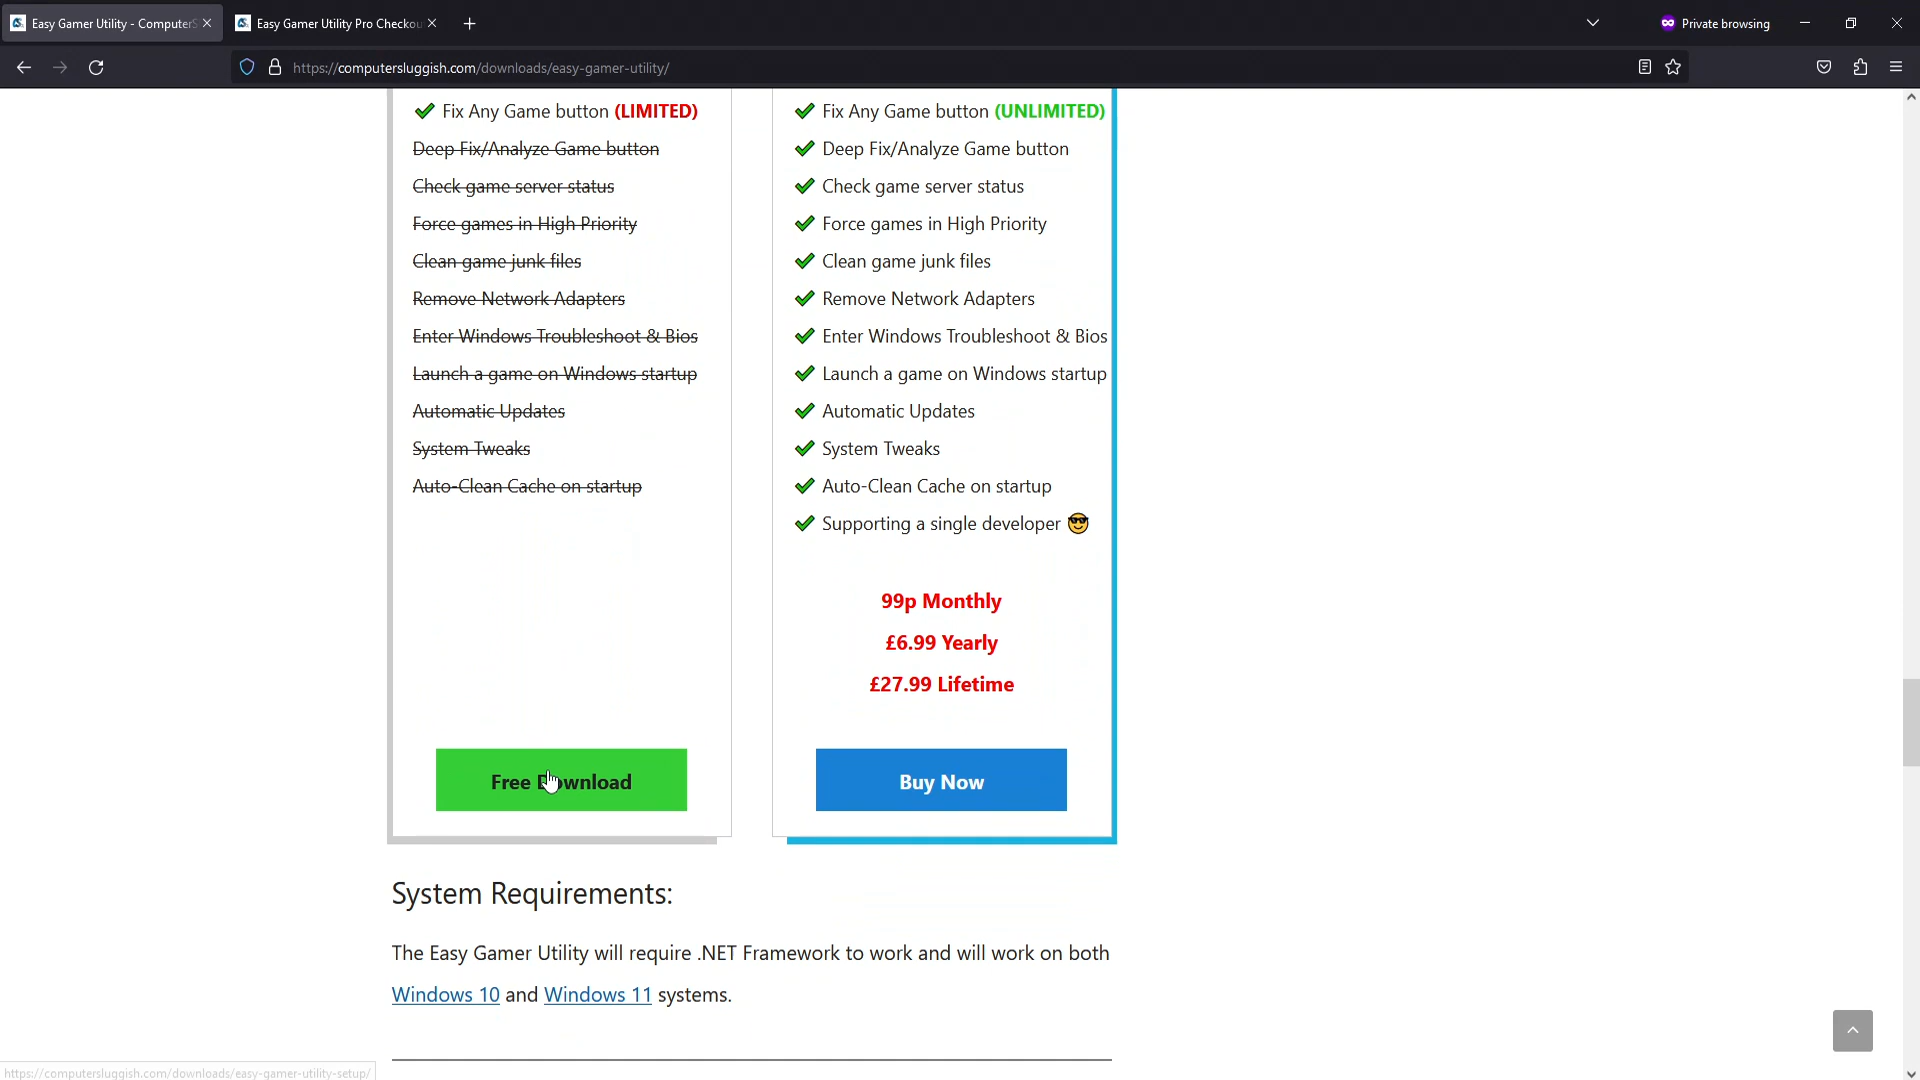 Easy Gamer Utility - ComputerS
Easy Gamer Utility Pro Checkou
Private browsing
https://computersluggish.com/downloads/easy-gamer-utility/
Fix Any Game button (LIMITED)
Deep Fix/Analyze Game button
Check game server status
Force games in High Priority
Clean game junk files
Remove Network Adapters
Enter Windows Troubleshoot & Bios
Launch a game on Windows startup
Automatic Updates
System Tweaks
Auto-Clean Cache on startup
Free Download
Fix Any Game button (UNLIMITED)
Deep Fix/Analyze Game button
Check game server status
Force games in High Priority
Clean game junk files
Remove Network Adapters
Enter Windows Troubleshoot & Bios
Launch a game on Windows startup
Automatic Updates
System Tweaks
Auto-Clean Cache on startup
Supporting a single developer 😎
99p Monthly
£6.99 Yearly
£27.99 Lifetime
Buy Now
System Requirements:
The Easy Gamer Utility will require .NET Framework to work and will work on both
Windows 10 and Windows 11 systems.
https://computersluggish.com/downloads/easy-gamer-utility-setup/